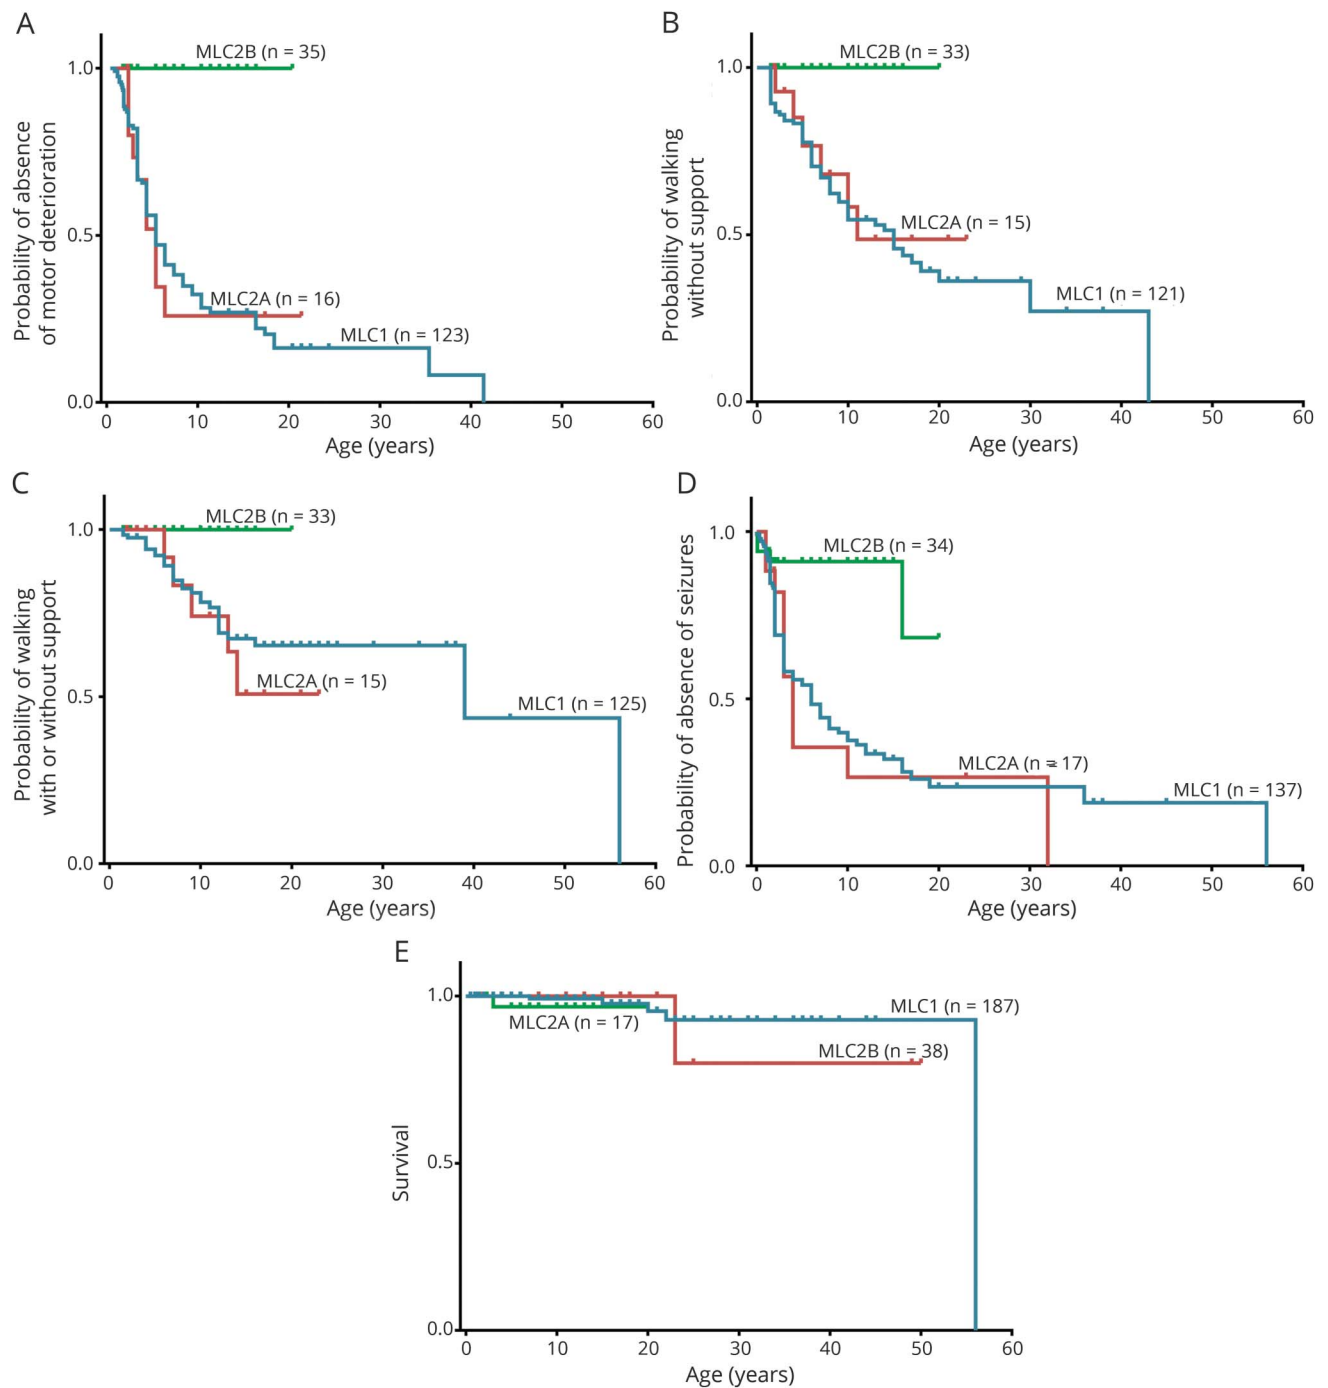 A
MLC2B (n = 35)
1.0
0.5
0.0
Probability of absence
of motor deterioration
MLC2A (n = 16)
MLC1 (n = 123)
0 10 20 30 40 50 60
Age (years)
B
MLC2B (n = 33)
1.0
0.5
0.0
Probability of walking
without support
MLC2A (n = 15)
MLC1 (n = 121)
0 10 20 30 40 50 60
Age (years)
C
MLC2B (n = 33)
1.0
0.5
0.0
Probability of walking
with or without support
MLC2A (n = 15)
MLC1 (n = 125)
0 10 20 30 40 50 60
Age (years)
D
MLC2B (n = 34)
1.0
0.5
0.0
Probability of absence of seizures
MLC2A (n = 17)
MLC1 (n = 137)
0 10 20 30 40 50 60
Age (years)
E
1.0
0.5
0.0
Survival
MLC2A (n = 17)
MLC1 (n = 187)
MLC2B (n = 38)
0 10 20 30 40 50 60
Age (years)